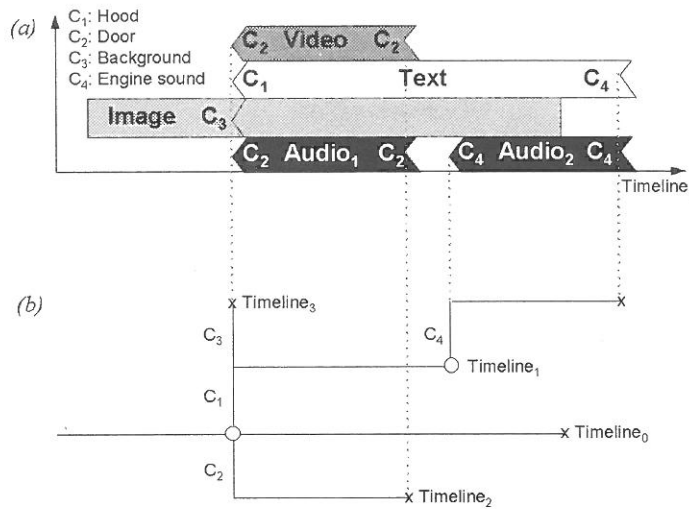 (a)
C₁: Hood
C₂: Door
C₃: Background
C₄: Engine sound
C₂ Video C₂
C₁ Text C₄
Image C₃
C₂ Audio₁ C₂ C₄ Audio₂ C₄
Timeline
(b)
x Timeline₃ x
C₃ C₄
Timeline₁
C₁
x Timeline₀
C₂
x Timeline₂